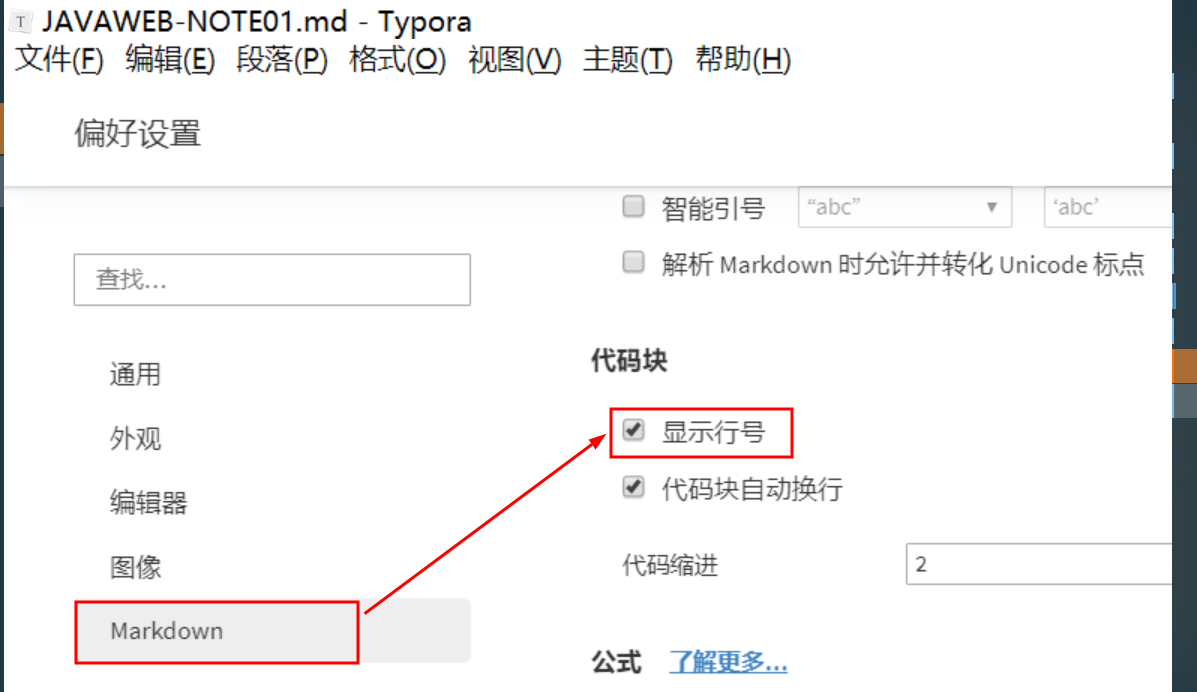 T JAVAWEB-NOTE01.md - Typora
文件(F) 编辑(E) 段落(P) 格式(O) 视图(V) 主题(T) 帮助(H)
偏好设置
智能引号 “abc” ‘abc’
查找...
解析 Markdown 时允许并转化 Unicode 标点
通用
代码块
外观
显示行号
编辑器
代码块自动换行
图像
代码缩进 2
Markdown
公式 了解更多...